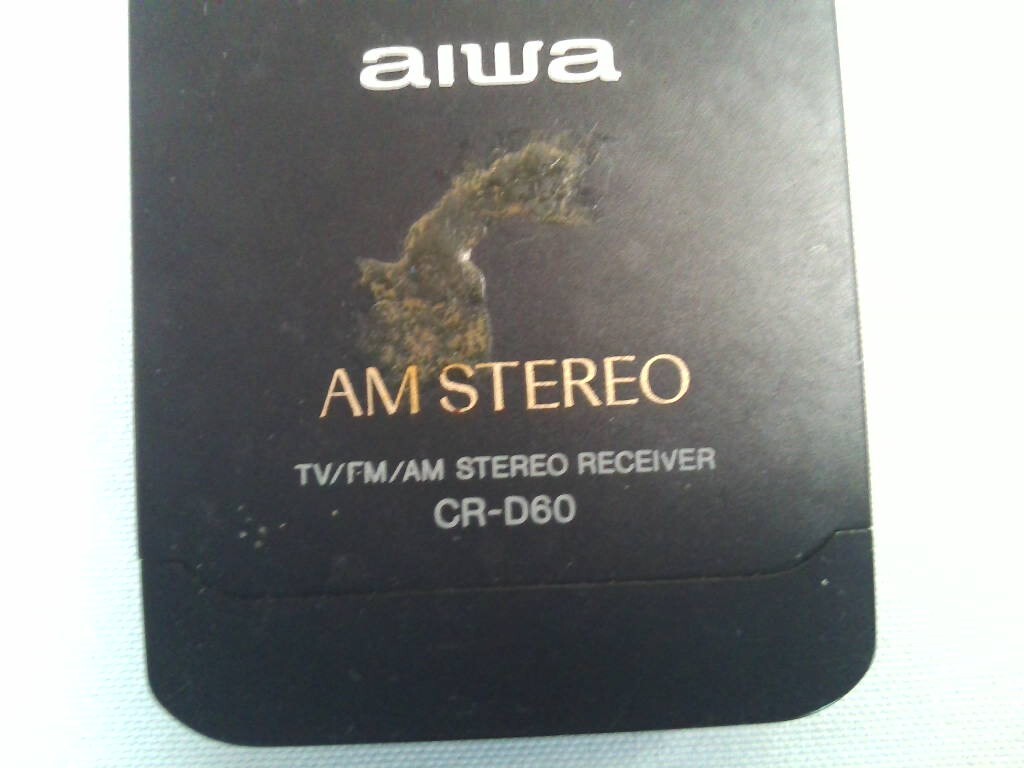 aiwa
AM STEREO
TV/FM/AM STEREO RECEIVER
CR-D60